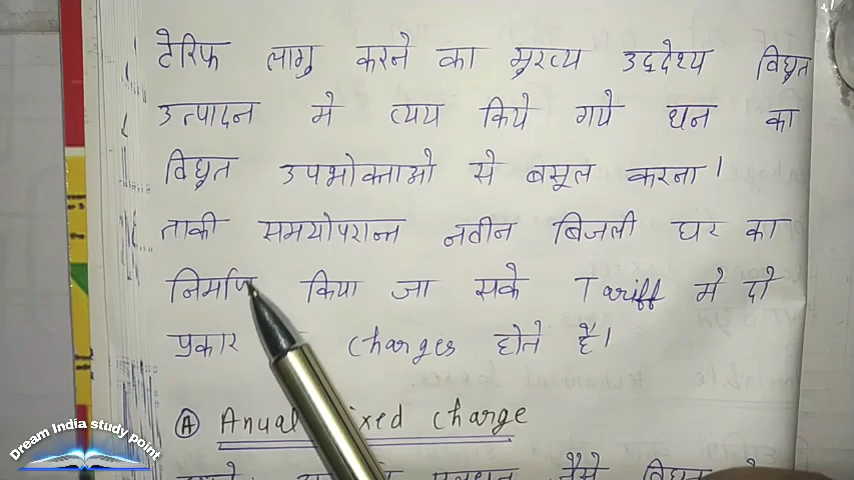 टेरिफ लागु करने का मुख्य उद्देश्य विद्युत
उत्पादन मे व्यय किये गये धन का
विद्युत उपभोक्ताओ से बसूल करना।
ताकी समयोपरान्त नवीन बिजली घर का
निर्माण किया जा सके Tariff मे दो
प्रकार charges होते है।
Ⓐ Anual ixed charge
Dream India study point